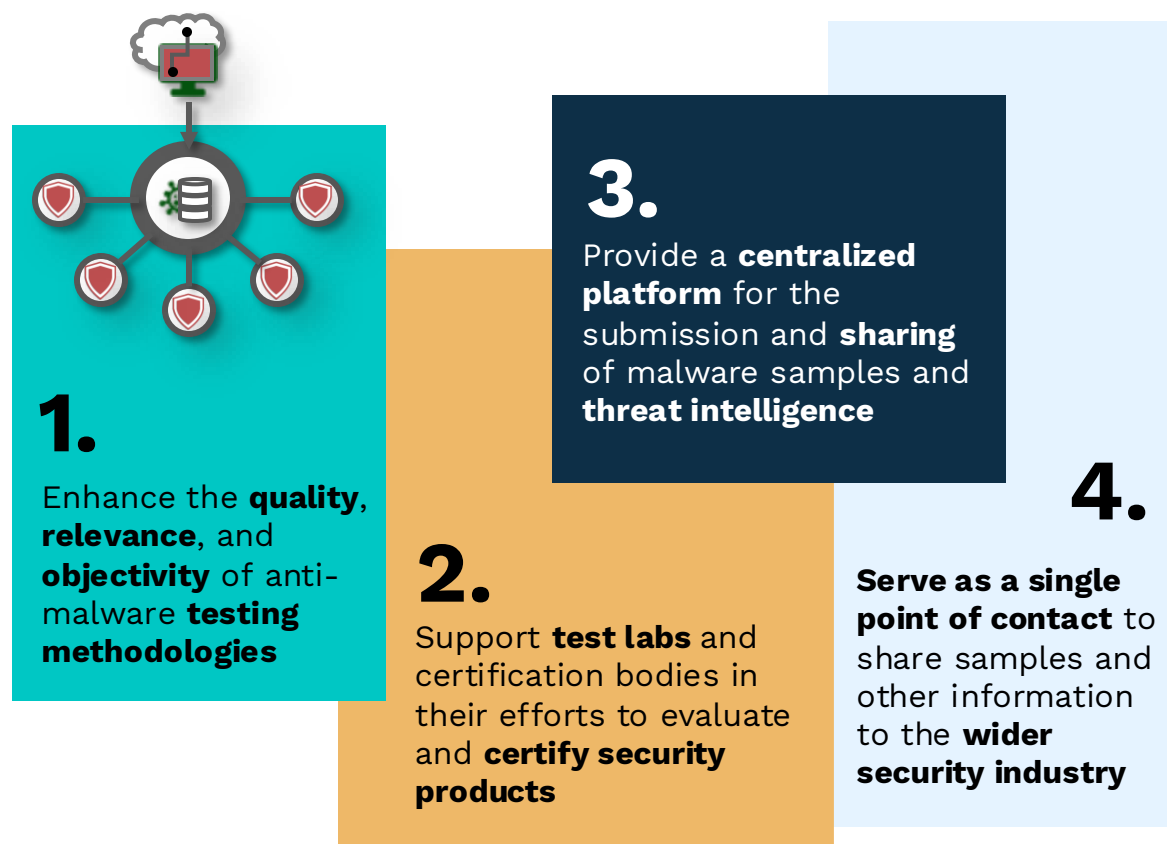 1.
Enhance the quality,
relevance, and
objectivity of anti-
malware testing
methodologies
2.
Support test labs and
certification bodies in
their efforts to evaluate
and certify security
products
3.
Provide a centralized
platform for the
submission and sharing
of malware samples and
threat intelligence
4.
Serve as a single
point of contact to
share samples and
other information
to the wider
security industry